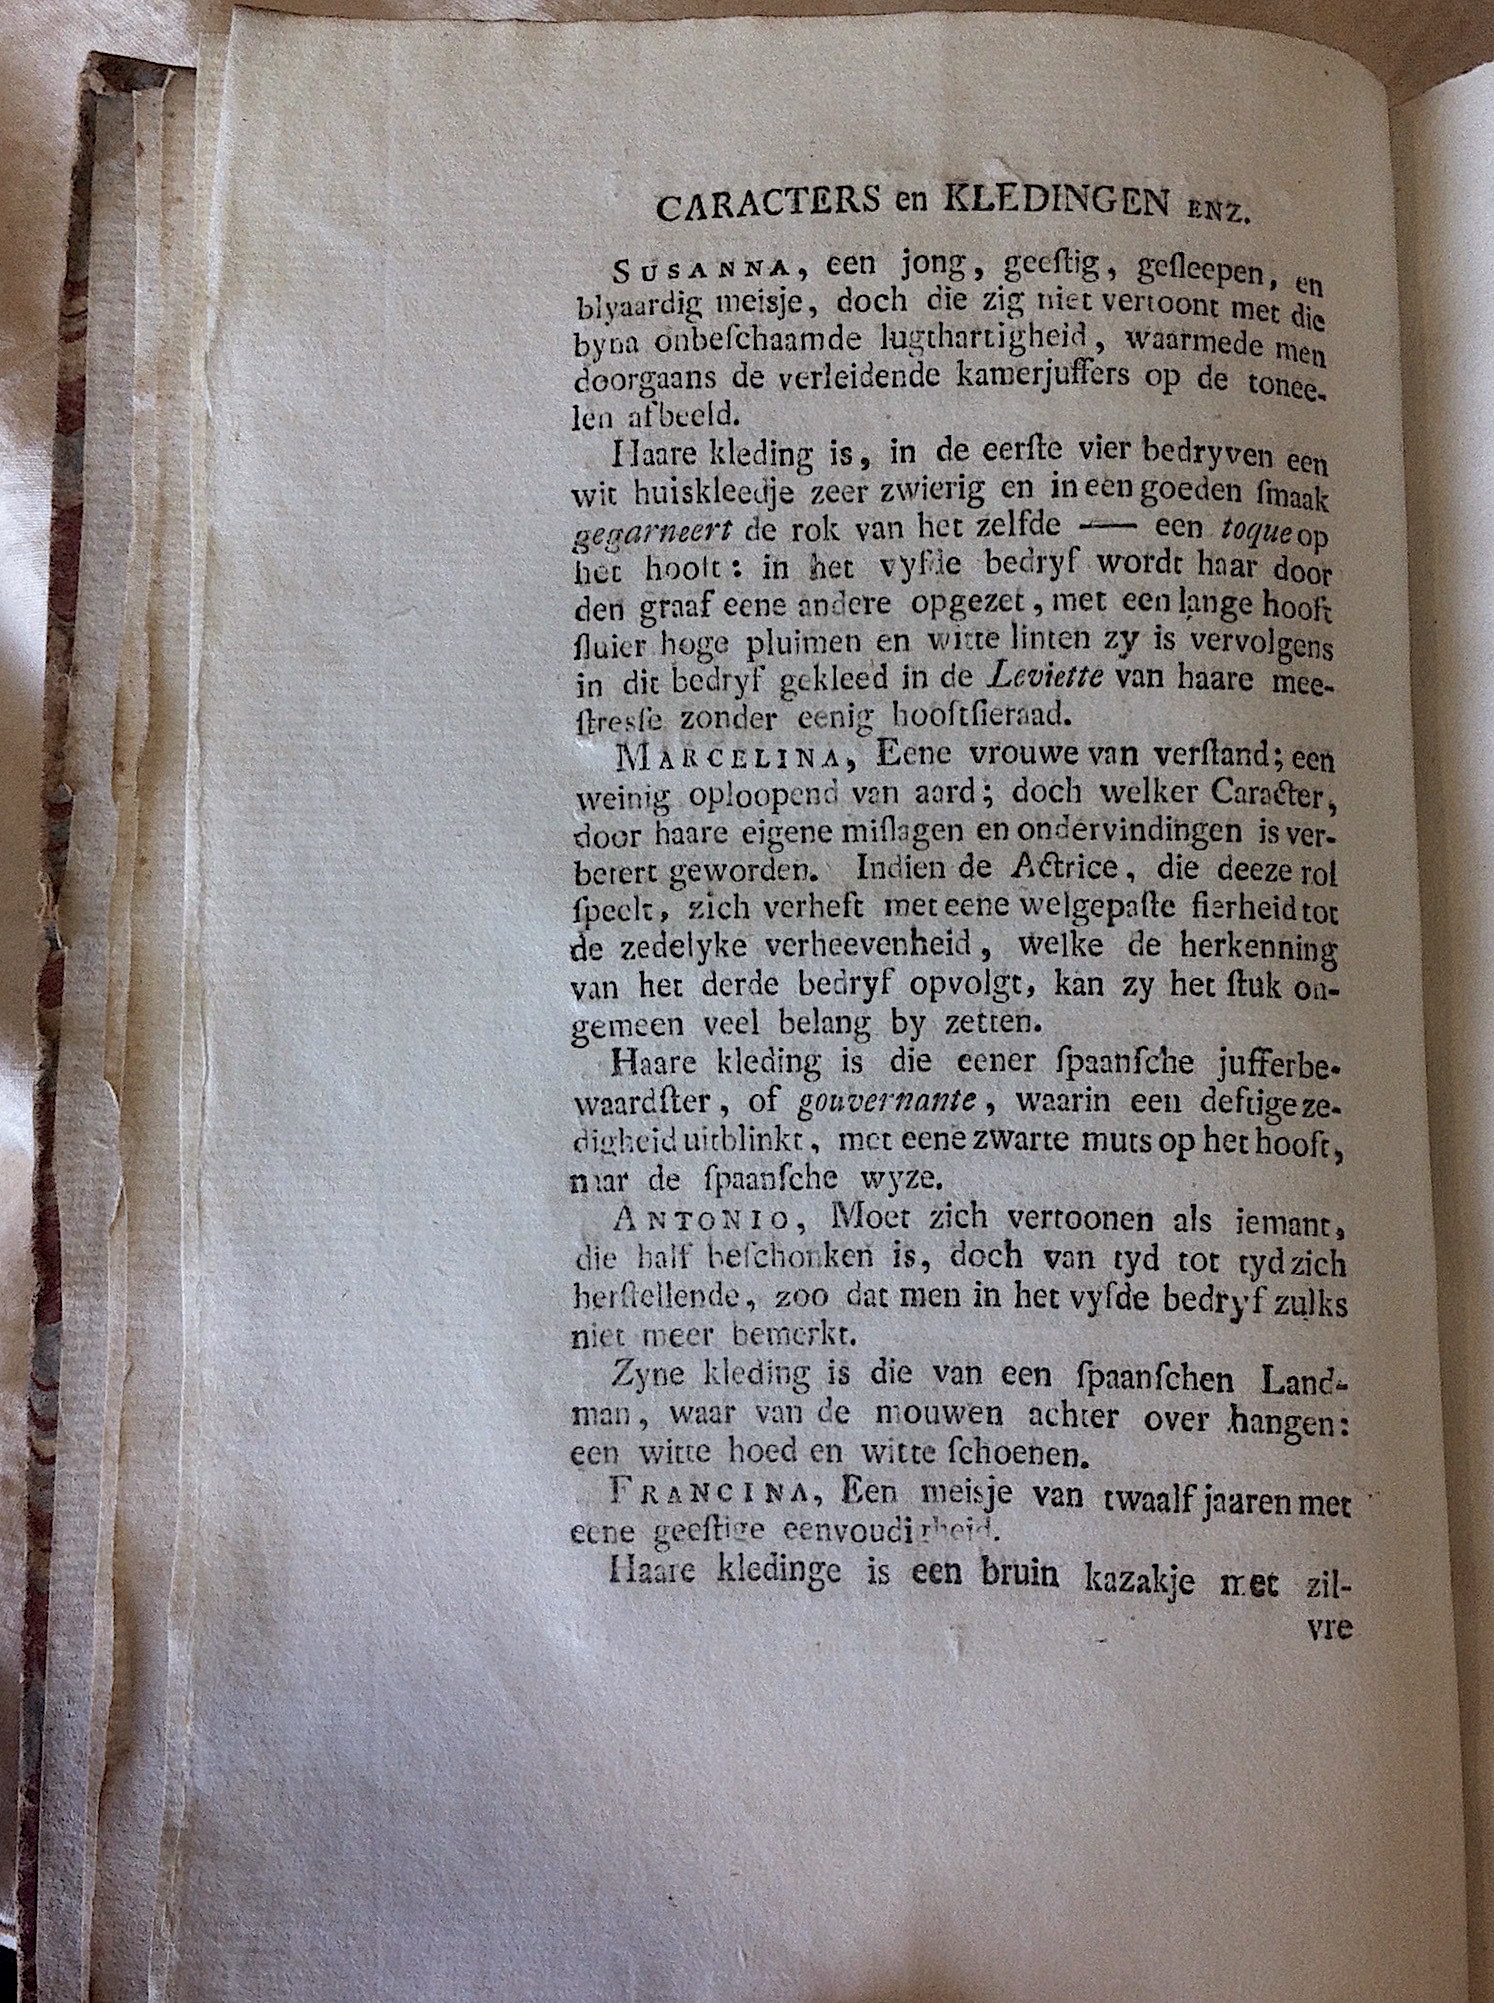 CARACTERS en KLEDINGEN ENZ.
SUSANNA, een jong, geeſtig, geſleepen, en
blyaardig meisje, doch die zig niet vertoont met die
byna onbeſchaamde lugthartigheid, waarmede men
doorgaans de verleidende kamerjuffers op de tonee-
len afbeeld.
Haare kleding is, in de eerſte vier bedryven een
wit huiskleedje zeer zwierig en in een goeden ſmaak
gegarneert de rok van het zelfde — een toque op
het hooft: in het vyfde bedryf wordt haar door
den graaf eene andere opgezet, met een lange hooft
ſluier hoge pluimen en witte linten zy is vervolgens
in dit bedryf gekleed in de Leviette van haare mee-
ſtresſe zonder eenig hooftſieraad.
MARCELINA, Eene vrouwe van verſtand; een
weinig oploopend van aard; doch welker Caracter,
door haare eigene miſlagen en ondervindingen is ver-
betert geworden. Indien de Actrice, die deeze rol
ſpeelt, zich verheft met eene welgepaſte fierheid tot
de zedelyke verheevenheid, welke de herkenning
van het derde bedryf opvolgt, kan zy het ſtuk on-
gemeen veel belang by zetten.
Haare kleding is die eener ſpaanſche jufferbe-
waardſter, of gouvernante, waarin een deftige ze-
digheid uitblinkt, met eene zwarte muts op het hooft,
naar de ſpaanſche wyze.
ANTONIO, Moet zich vertoonen als iemant,
die half beſchonken is, doch van tyd tot tyd zich
herſtellende, zoo dat men in het vyfde bedryf zulks
niet meer bemerkt.
Zyne kleding is die van een ſpaanſchen Land-
man, waar van de mouwen achter over hangen:
een witte hoed en witte ſchoenen.
FRANCINA, Een meisje van twaalf jaaren met
eene geeſtige eenvoudigheid.
Haare kledinge is een bruin kazakje met zil-
vre